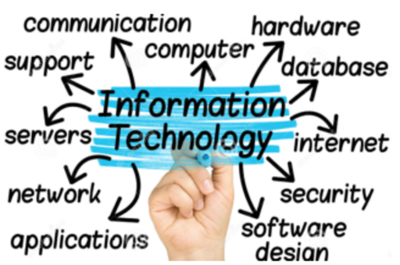 communication
hardware
computer
support
database
Information
Technology
servers
internet
network
security
applications
software
design